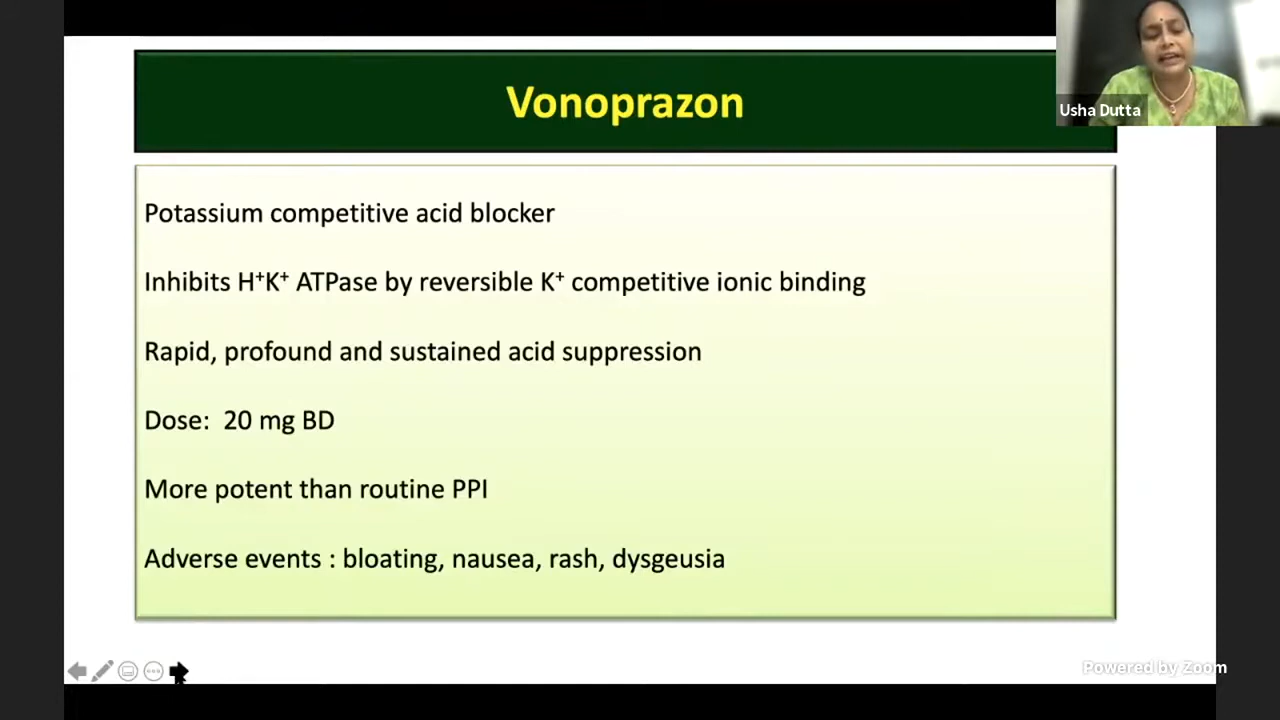 Vonoprazon
Usha Dutta
Potassium competitive acid blocker
Inhibits H⁺K⁺ ATPase by reversible K⁺ competitive ionic binding
Rapid, profound and sustained acid suppression
Dose:  20 mg BD
More potent than routine PPI
Adverse events : bloating, nausea, rash, dysgeusia
Powered by Zoom